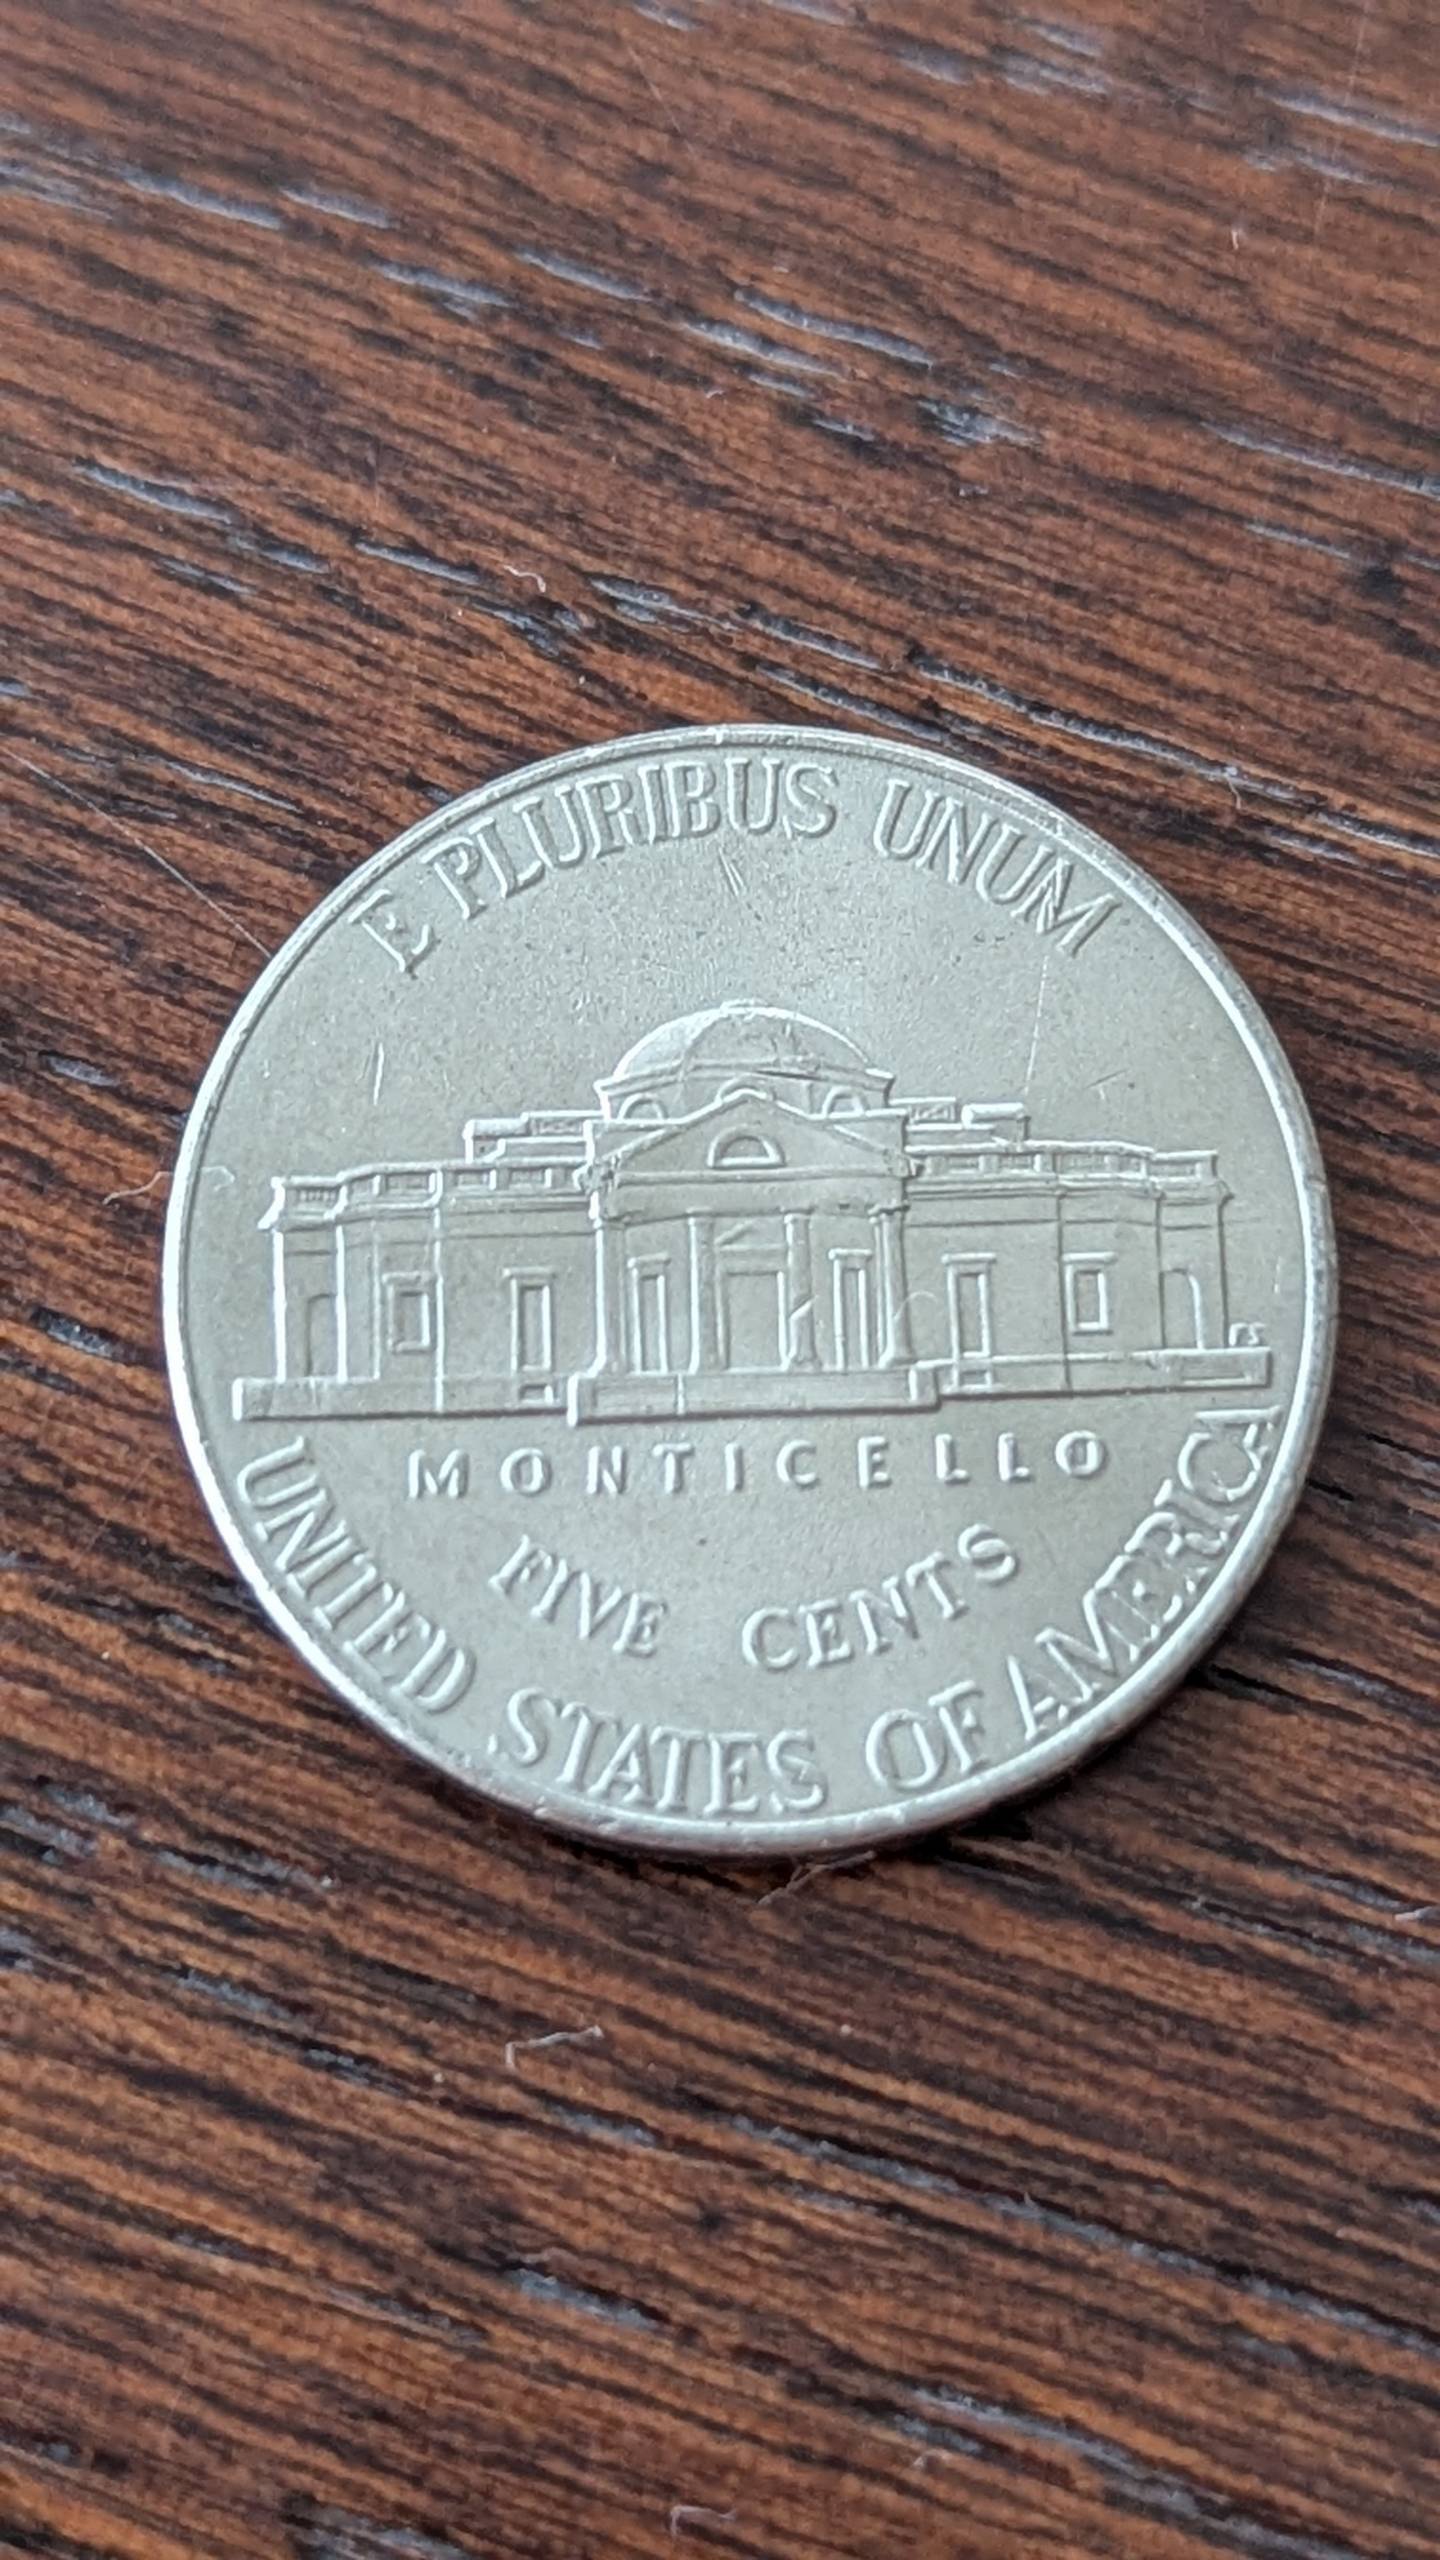 E PLURIBUS UNUM
MONTICELLO
FIVE CENTS
UNITED STATES OF AMERICA